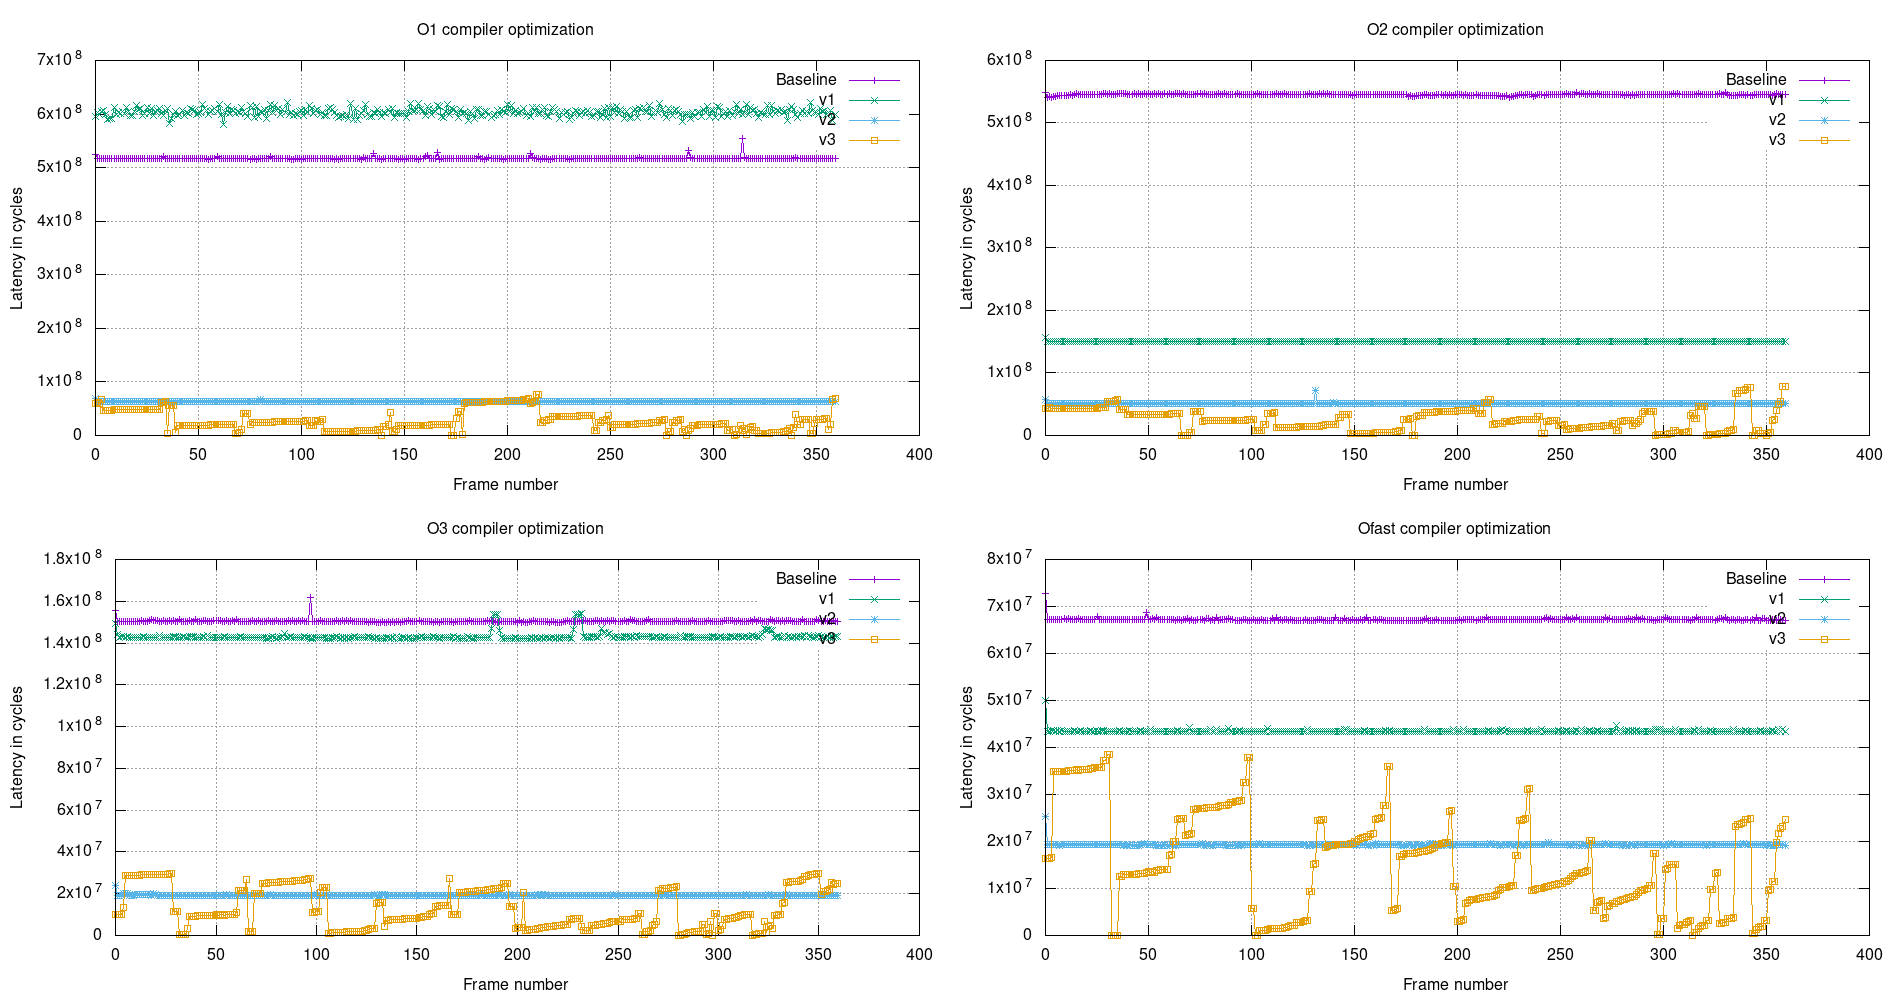 O1 compiler optimization
7x10^8
6x10^8
5x10^8
4x10^8
3x10^8
2x10^8
1x10^8
0
Latency in cycles
Baseline
v1
v2
v3
0 50 100 150 200 250 300 350 400
Frame number
O2 compiler optimization
6x10^8
5x10^8
4x10^8
3x10^8
2x10^8
1x10^8
0
Latency in cycles
Baseline
v1
v2
v3
0 50 100 150 200 250 300 350 400
Frame number
O3 compiler optimization
1.8x10^8
1.6x10^8
1.4x10^8
1.2x10^8
1x10^8
8x10^7
6x10^7
4x10^7
2x10^7
0
Latency in cycles
Baseline
v1
v2
v3
0 50 100 150 200 250 300 350 400
Frame number
Ofast compiler optimization
8x10^7
7x10^7
6x10^7
5x10^7
4x10^7
3x10^7
2x10^7
1x10^7
0
Latency in cycles
Baseline
v1
v2
v3
0 50 100 150 200 250 300 350 400
Frame number